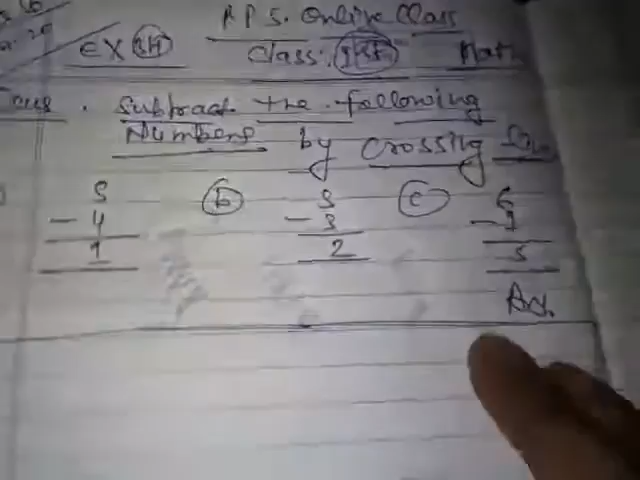 R P S. Online Class
EX Class: 1st Math
Subtract the following
Numbers by Crossing
5 (b) 5 (c) 6
- 4 - 3 - 1
1 2 5
Ans.